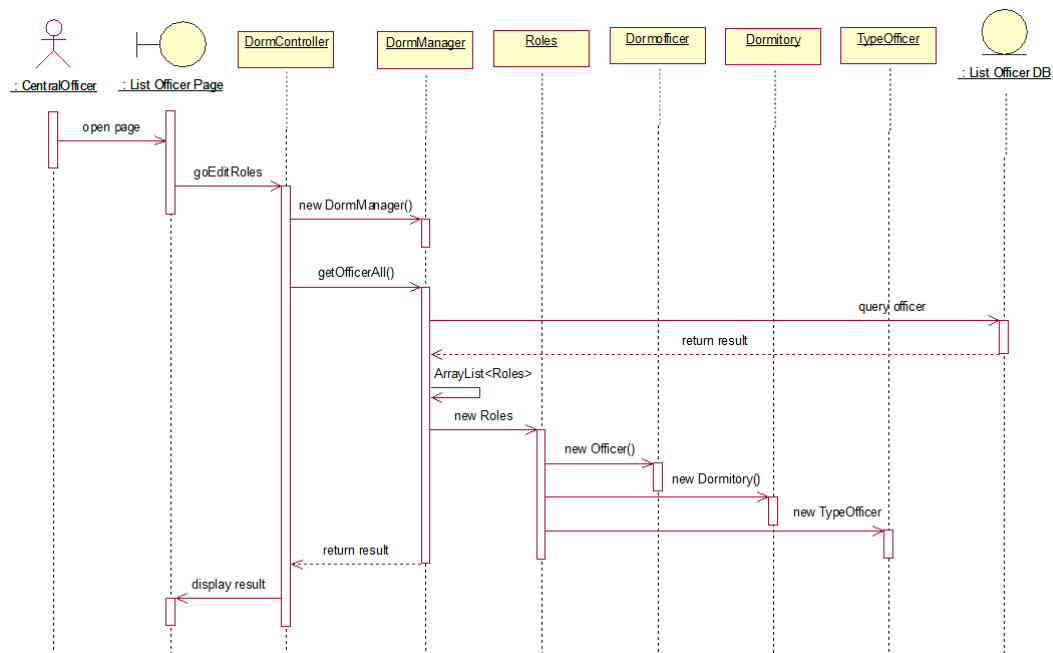 DormController
DormManager
Roles
Dormofficer
Dormitory
TypeOfficer
: CentralOfficer
: List Officer Page
: List Officer DB
open page
goEditRoles
new DormManager()
getOfficerAll()
query officer
return result
ArrayList<Roles>
new Roles
new Officer()
new Dormitory()
new TypeOfficer
return result
display result